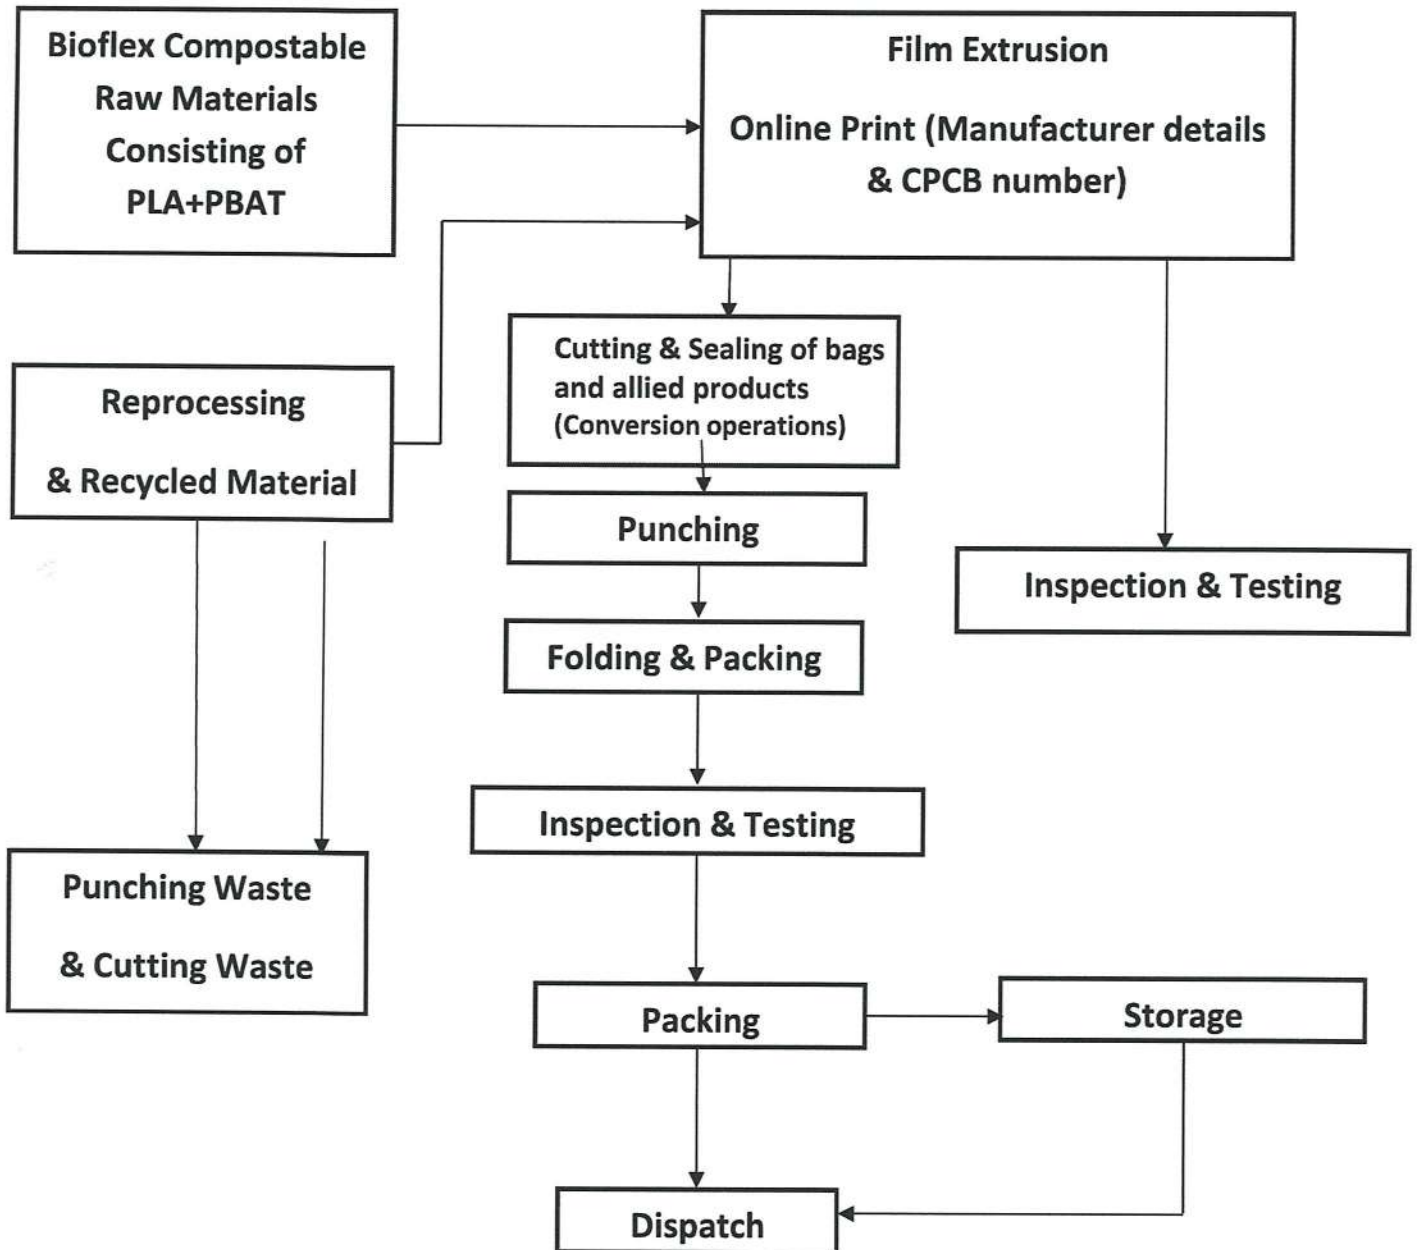 Bioflex Compostable
Raw Materials
Consisting of
PLA+PBAT
Film Extrusion
Online Print (Manufacturer details
& CPCB number)
Cutting & Sealing of bags
and allied products
(Conversion operations)
Reprocessing
& Recycled Material
Punching
Inspection & Testing
Folding & Packing
Inspection & Testing
Punching Waste
& Cutting Waste
Packing
Storage
Dispatch